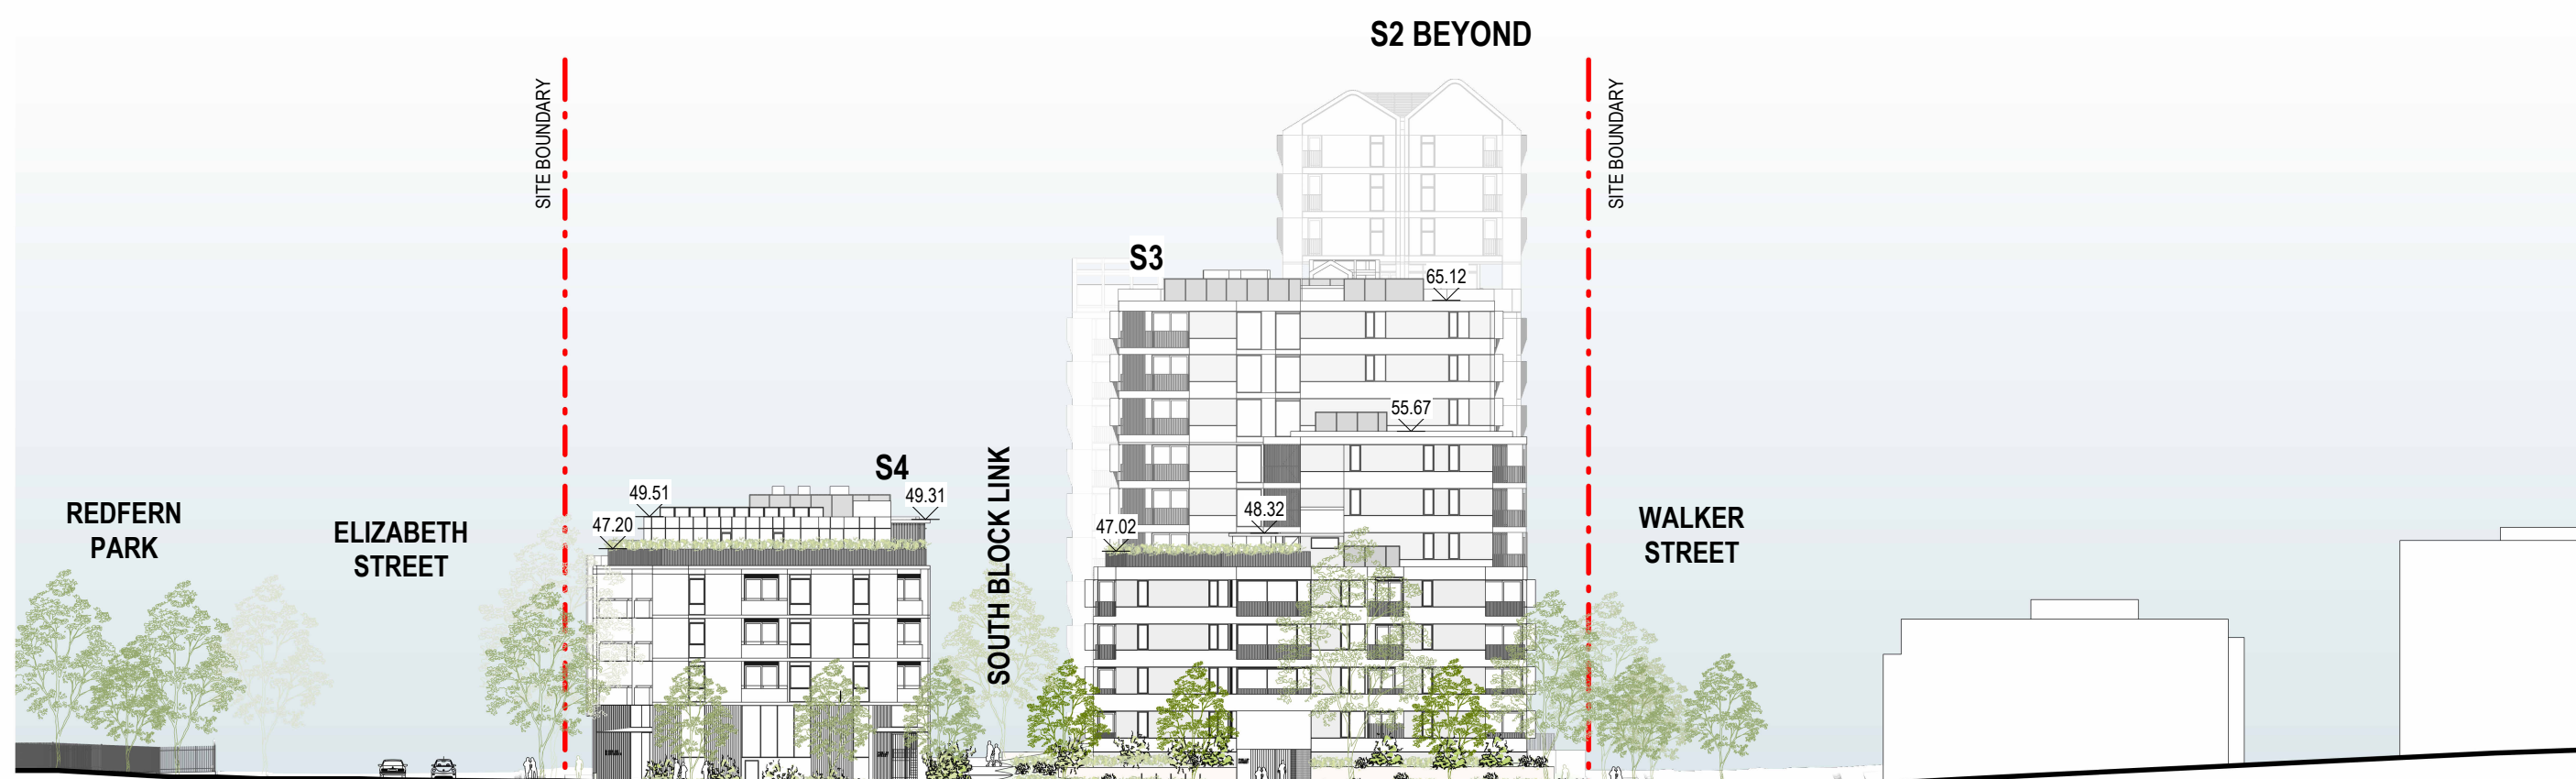 S2 BEYOND
SITE BOUNDARY
SITE BOUNDARY
S3
65.12
55.67
S4
49.51
49.31
47.20
47.02
48.32
REDFERN
PARK
ELIZABETH
STREET
SOUTH BLOCK LINK
WALKER
STREET